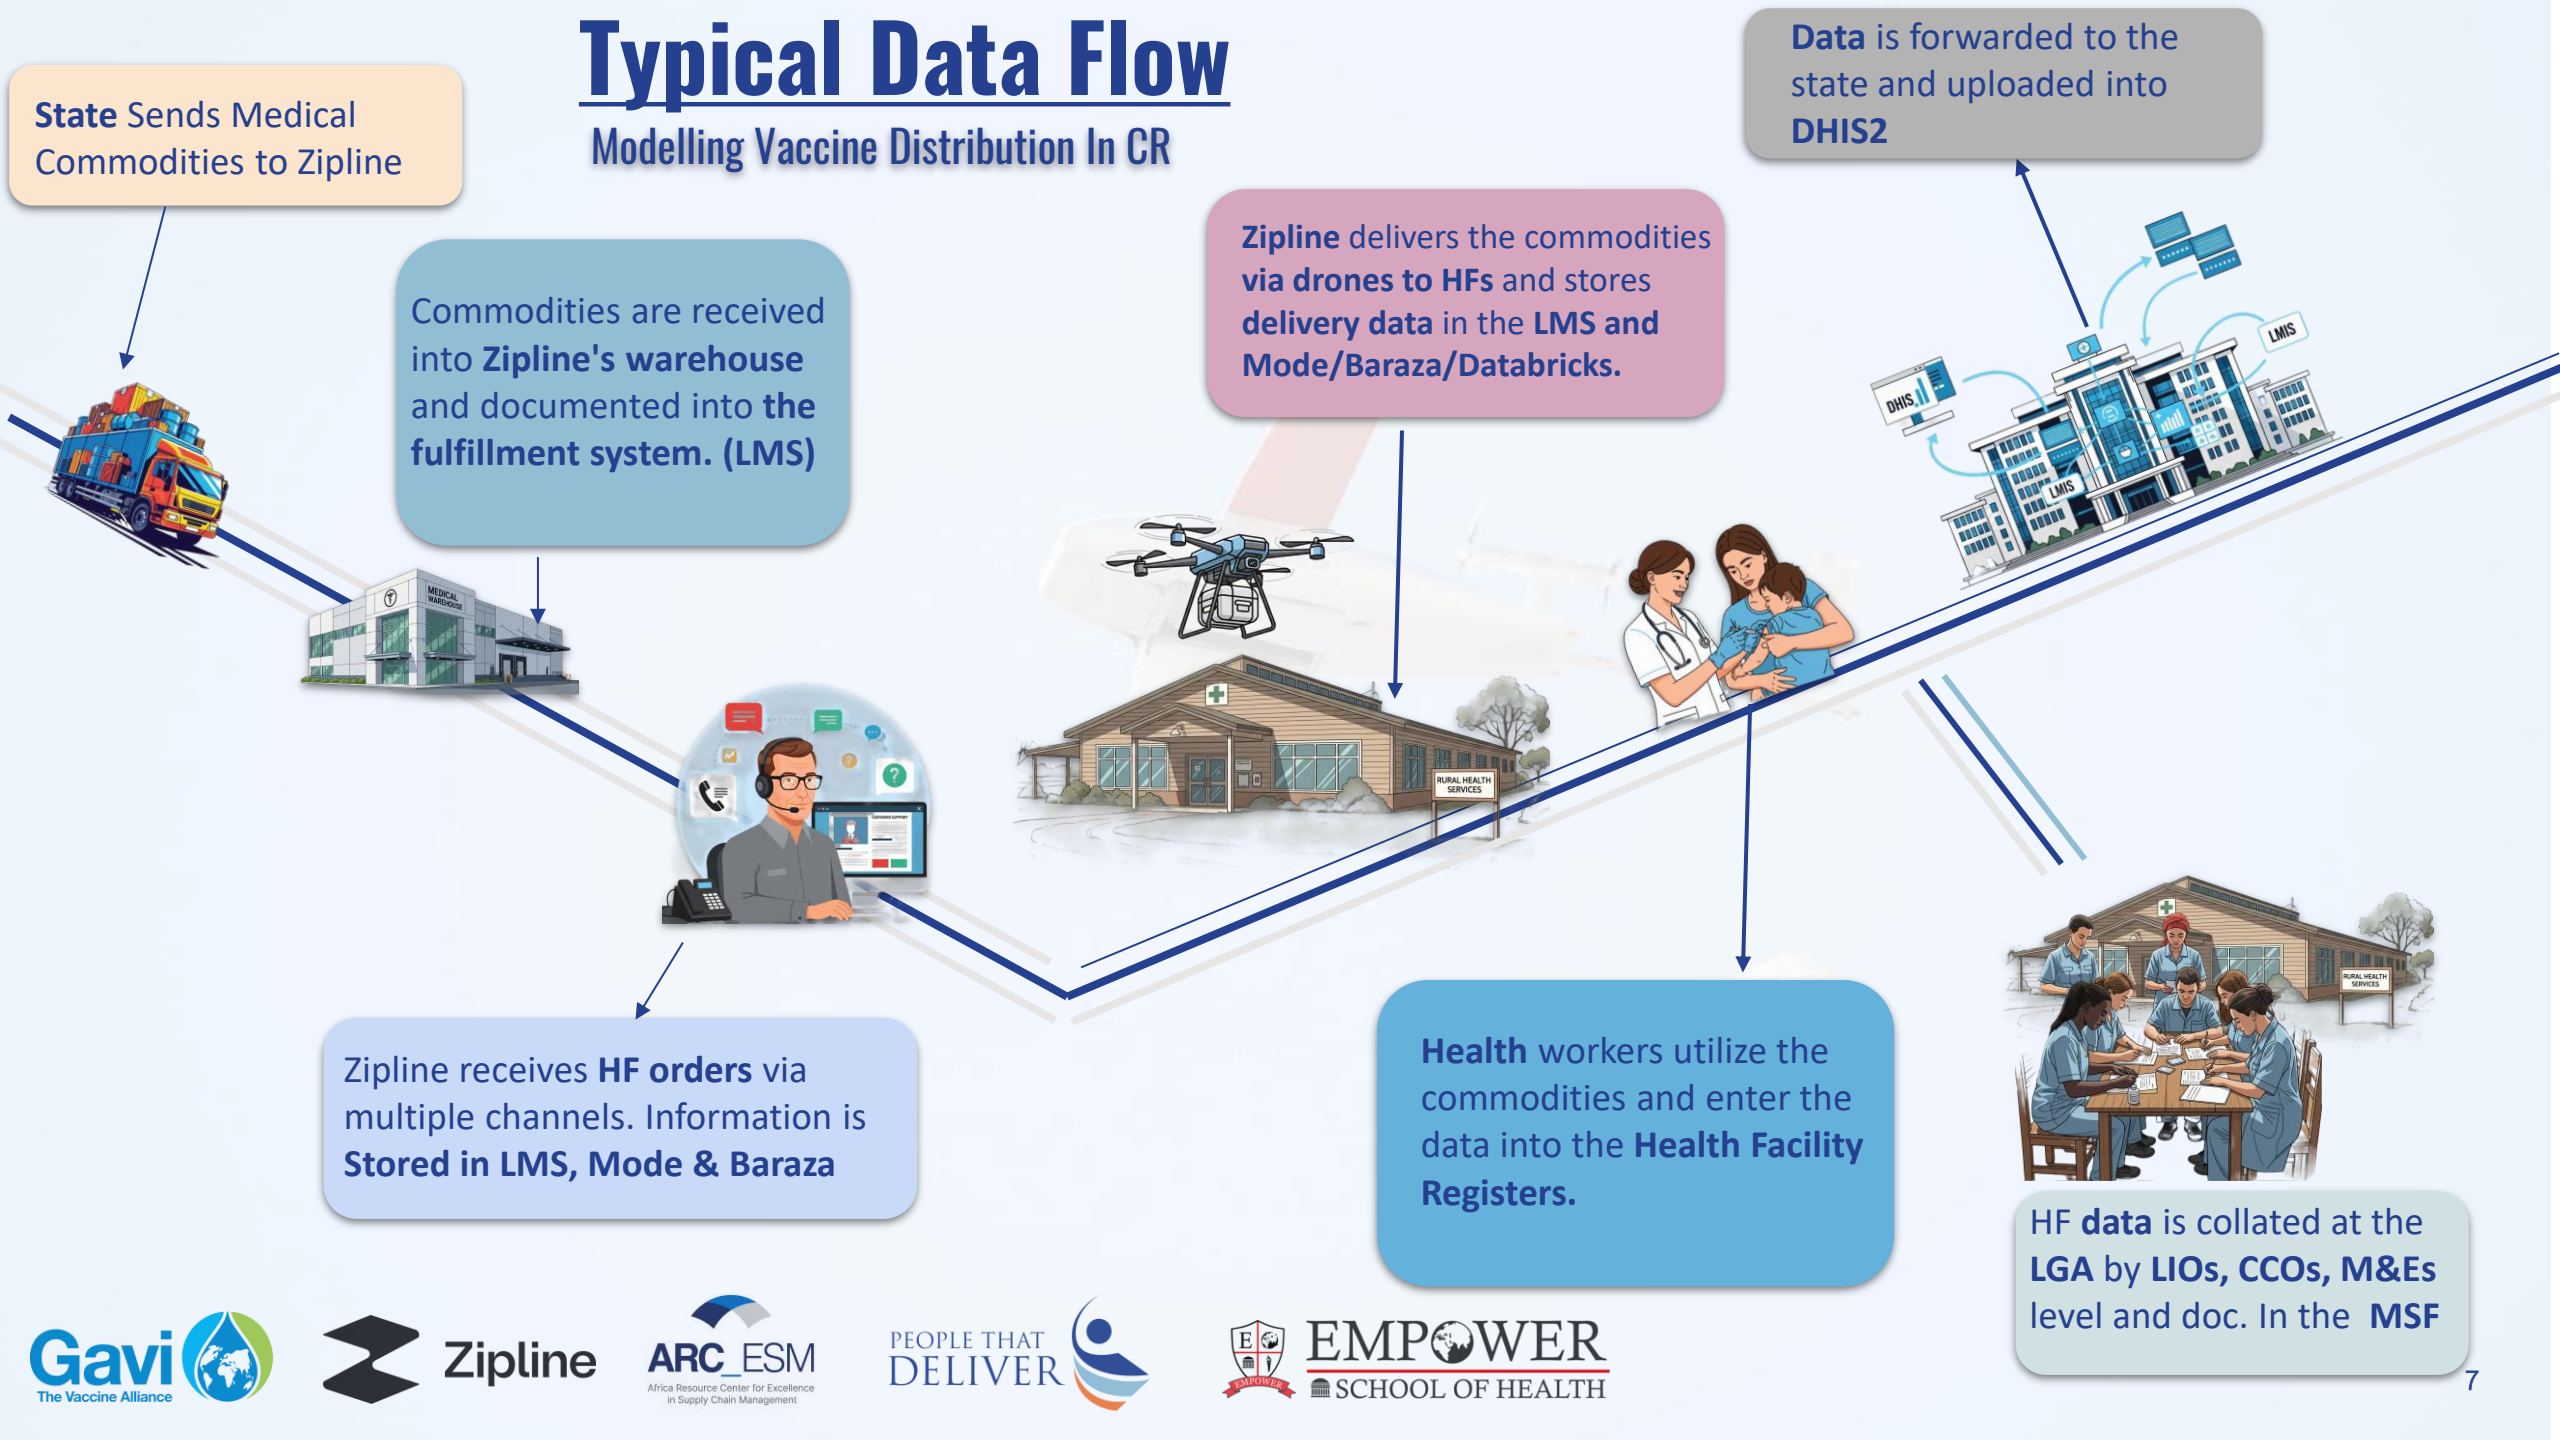 Typical Data Flow
Modelling Vaccine Distribution In CR
State Sends Medical
Commodities to Zipline
Commodities are received
into Zipline's warehouse
and documented into the
fulfillment system. (LMS)
Zipline receives HF orders via
multiple channels. Information is
Stored in LMS, Mode & Baraza
Zipline delivers the commodities
via drones to HFs and stores
delivery data in the LMS and
Mode/Baraza/Databricks.
Health workers utilize the
commodities and enter the
data into the Health Facility
Registers.
HF data is collated at the
LGA by LIOs, CCOs, M&Es
level and doc. In the MSF
Data is forwarded to the
state and uploaded into
DHIS2
MEDICAL
WAREHOUSE
CUSTOMER SUPPORT
RURAL HEALTH
SERVICES
DHIS
LMIS
LMIS
RURAL HEALTH
SERVICES
Gavi
The Vaccine Alliance
Zipline
ARC_ESM
Africa Resource Center for Excellence
in Supply Chain Management
PEOPLE THAT
DELIVER
E
EMPOWER
EMPOWER
SCHOOL OF HEALTH
7